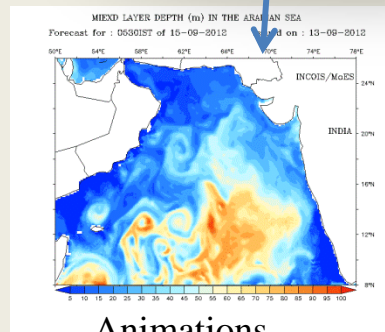 MIEXD LAYER DEPTH (m) IN THE ARABIAN SEA
Forecast for : 0530IST of 15-09-2012 on : 13-09-2012
50°E 54°E 58°E 62°E 66°E 70°E 74°E 78°E
INCOIS/MoES
24°N
INDIA
20°N
16°N
12°N
8°N
5 10 15 20 25 30 35 40 45 50 55 60 65 70 75 80 85 90 95 100
Animations